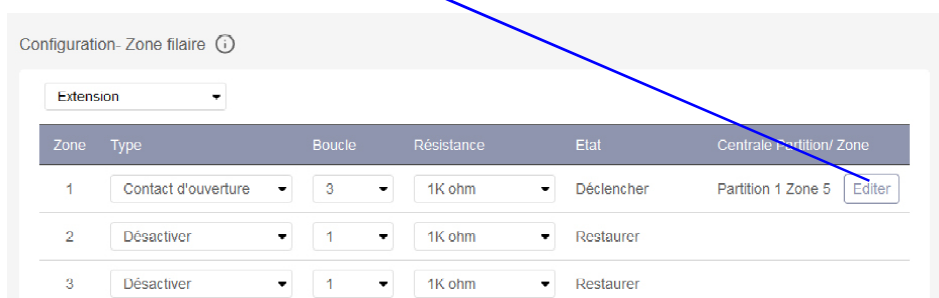 Configuration- Zone filaire
Extension
Zone Type Boucle Résistance Etat Centrale Partition/ Zone
1 Contact d'ouverture 3 1K ohm Déclencher Partition 1 Zone 5 Editer
2 Désactiver 1 1K ohm Restaurer
3 Désactiver 1 1K ohm Restaurer